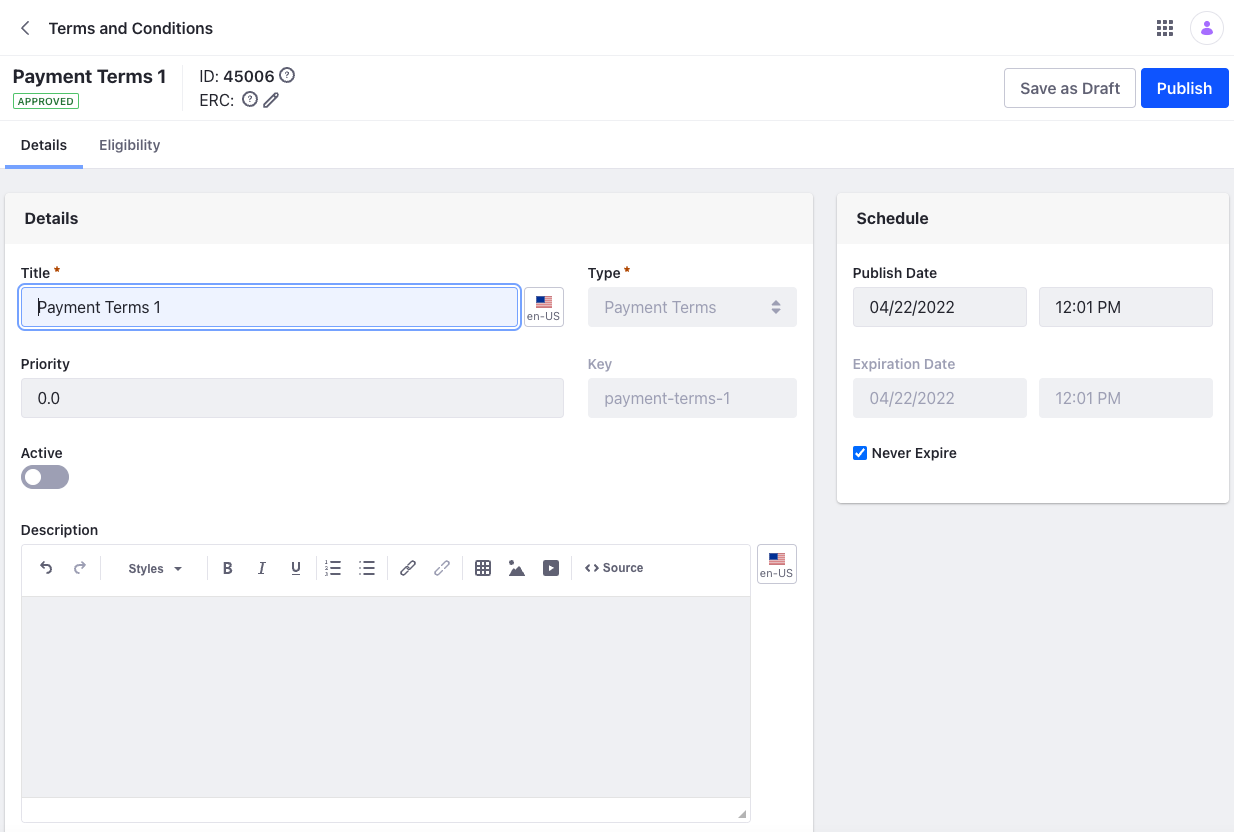 Terms and Conditions
Payment Terms 1
APPROVED
ID: 45006 ?
ERC: ?
Save as Draft
Publish
Details
Eligibility
Details
Title *
Payment Terms 1
en-US
Type *
Payment Terms
Priority
0.0
Key
payment-terms-1
Active
Description
Styles
B
I
U
Source
en-US
Schedule
Publish Date
04/22/2022
12:01 PM
Expiration Date
04/22/2022
12:01 PM
Never Expire